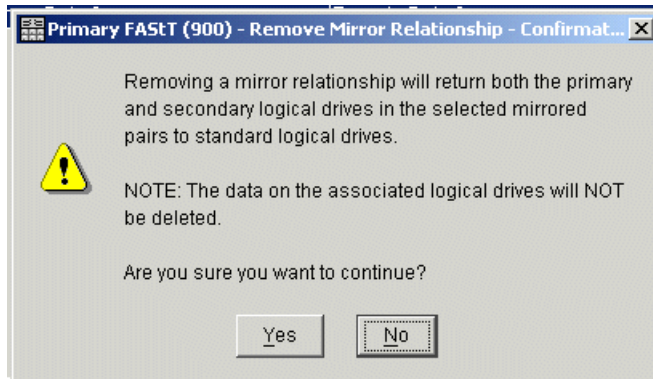 Primary FAStT (900) - Remove Mirror Relationship - Confirmat...
Removing a mirror relationship will return both the primary
and secondary logical drives in the selected mirrored
pairs to standard logical drives.
NOTE: The data on the associated logical drives will NOT
be deleted.
Are you sure you want to continue?
Yes No